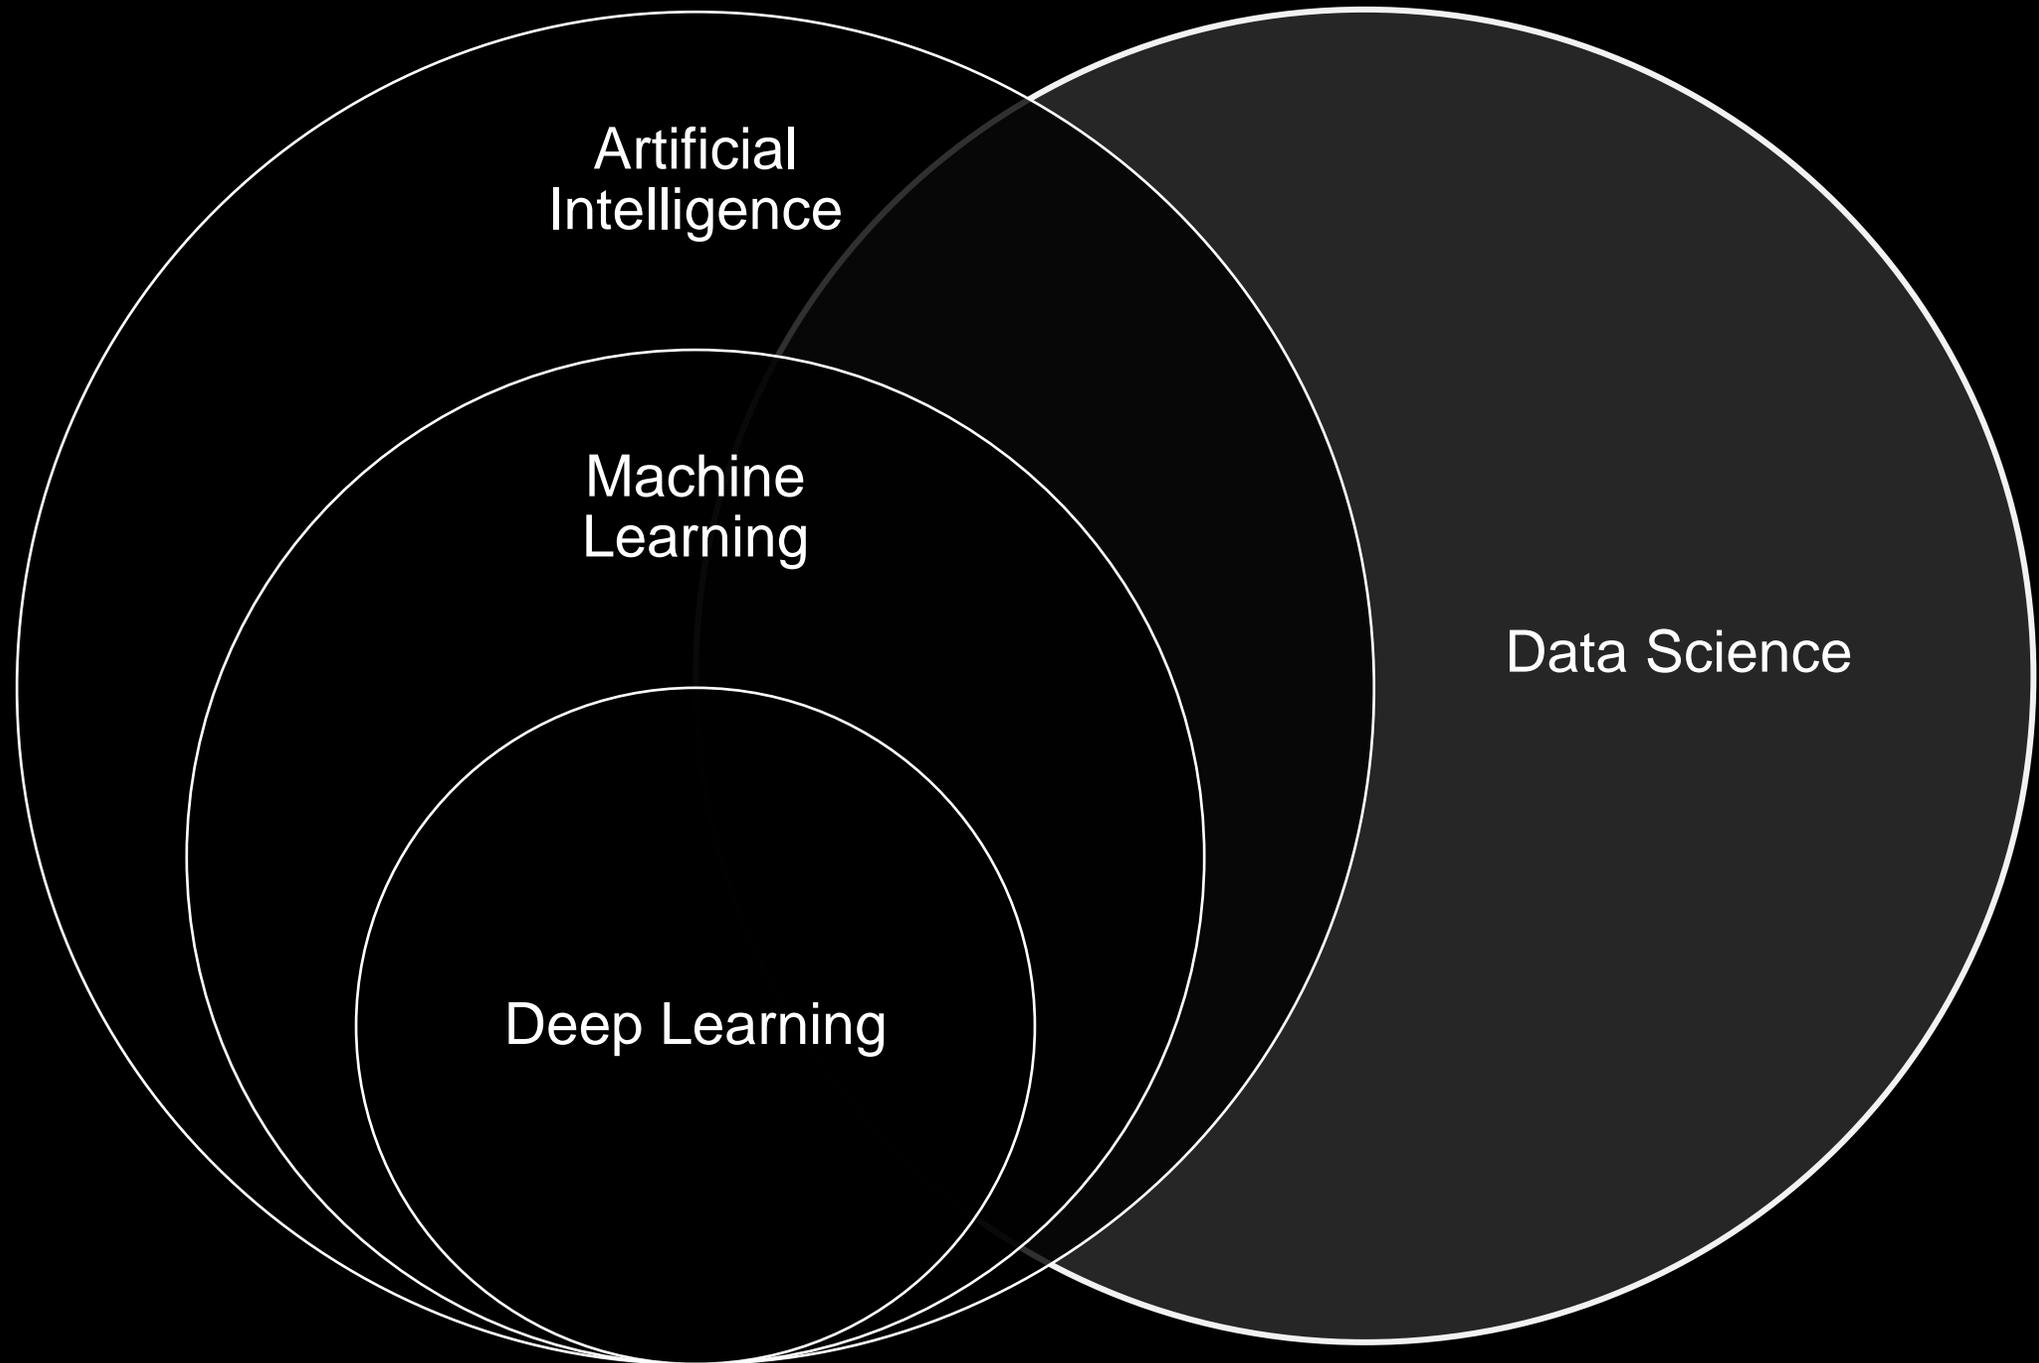 Artificial
Intelligence
Machine
Learning
Data Science
Deep Learning